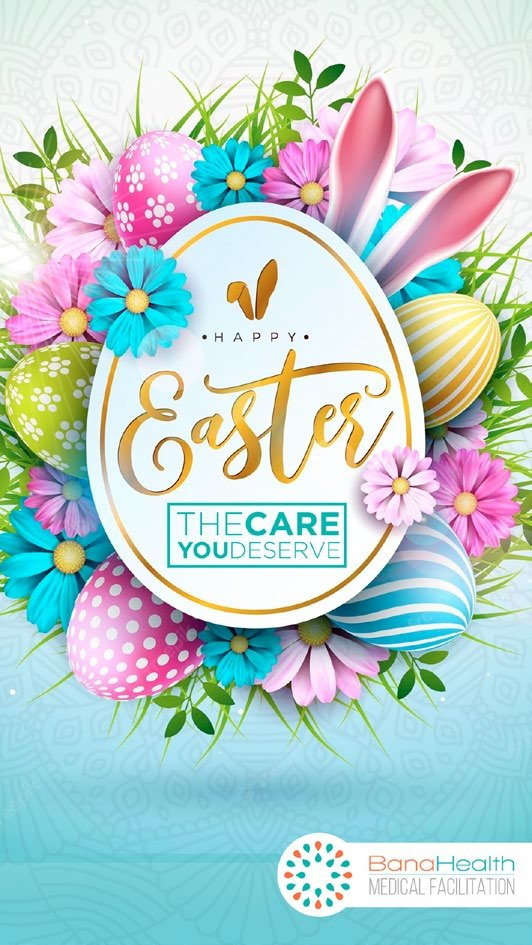 • HAPPY •
Easter
THECARE
YOUDESERVE
BanaHealth
MEDICAL FACILITATION